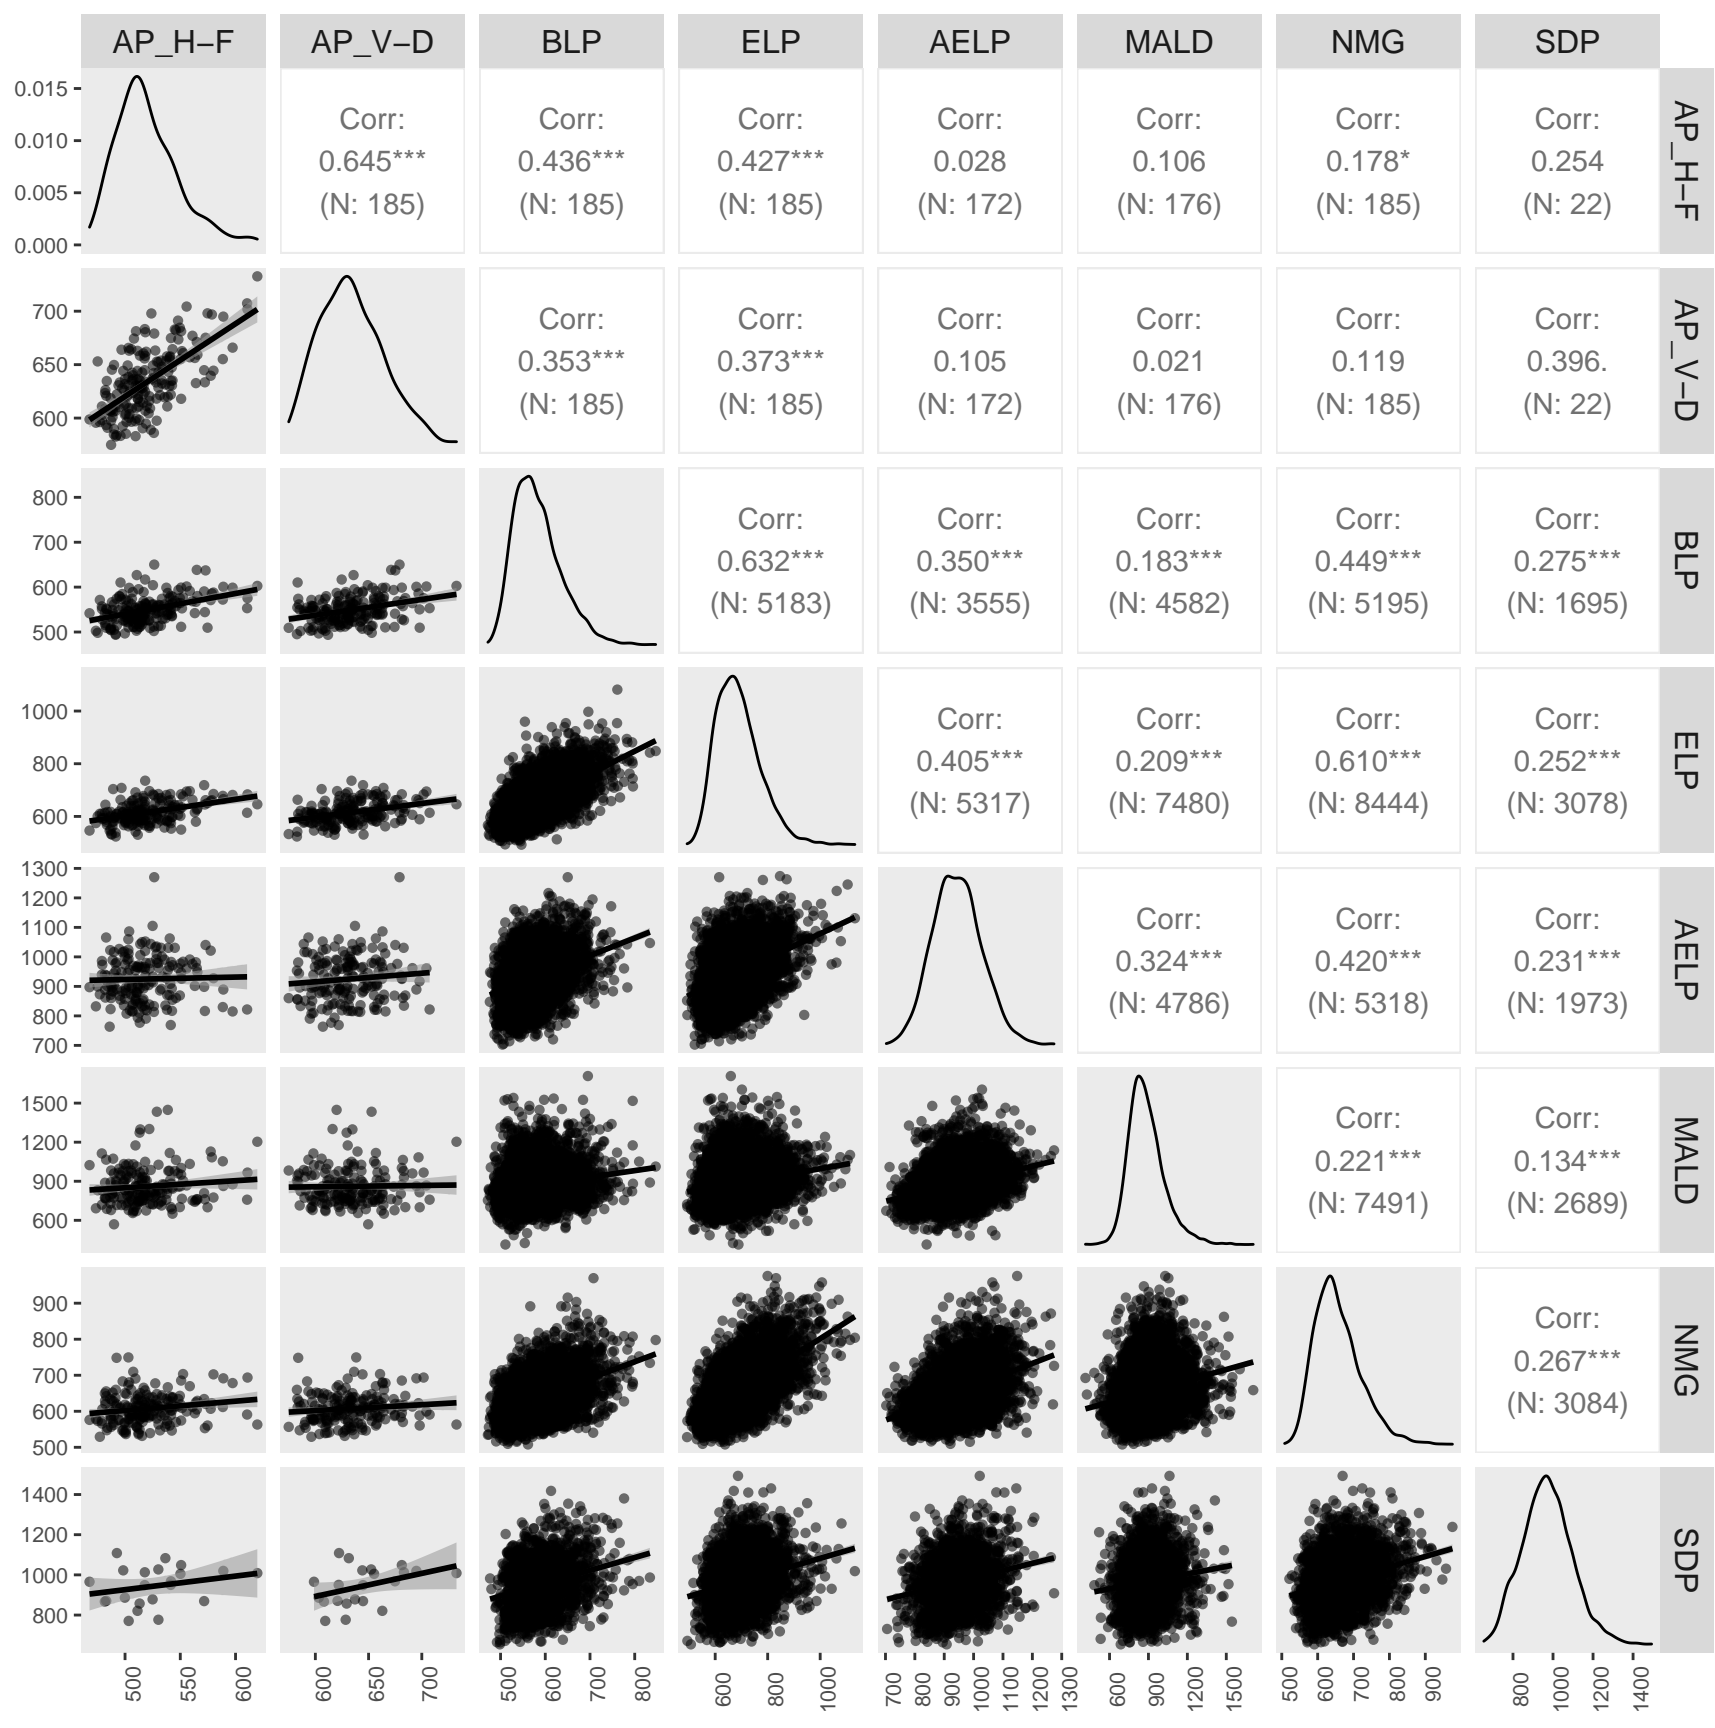 AP_H−F AP_V−D BLP ELP AELP MALD NMG SDP
0.015
0.010
0.005
0.000
Corr: Corr: Corr: Corr: Corr: Corr: Corr:
0.645*** 0.436*** 0.427*** 0.028 0.106 0.178* 0.254
(N: 185) (N: 185) (N: 185) (N: 172) (N: 176) (N: 185) (N: 22)
AP_H−F
700
650
600
Corr: Corr: Corr: Corr: Corr: Corr:
0.353*** 0.373*** 0.105 0.021 0.119 0.396.
(N: 185) (N: 185) (N: 172) (N: 176) (N: 185) (N: 22)
AP_V−D
800
700
600
500
Corr: Corr: Corr: Corr: Corr:
0.632*** 0.350*** 0.183*** 0.449*** 0.275***
(N: 5183) (N: 3555) (N: 4582) (N: 5195) (N: 1695)
BLP
1000
800
600
Corr: Corr: Corr: Corr:
0.405*** 0.209*** 0.610*** 0.252***
(N: 5317) (N: 7480) (N: 8444) (N: 3078)
ELP
1300
1200
1100
1000
900
800
700
Corr: Corr: Corr:
0.324*** 0.420*** 0.231***
(N: 4786) (N: 5318) (N: 1973)
AELP
1500
1200
900
600
Corr: Corr:
0.221*** 0.134***
(N: 7491) (N: 2689)
MALD
900
800
700
600
500
Corr:
0.267***
(N: 3084)
NMG
1400
1200
1000
800
SDP
500 550 600 600 650 700 500 600 700 800 600 800 1000 700 800 900 1000 1100 1200 1300 600 900 1200 1500 500 600 700 800 900 800 1000 1200 1400